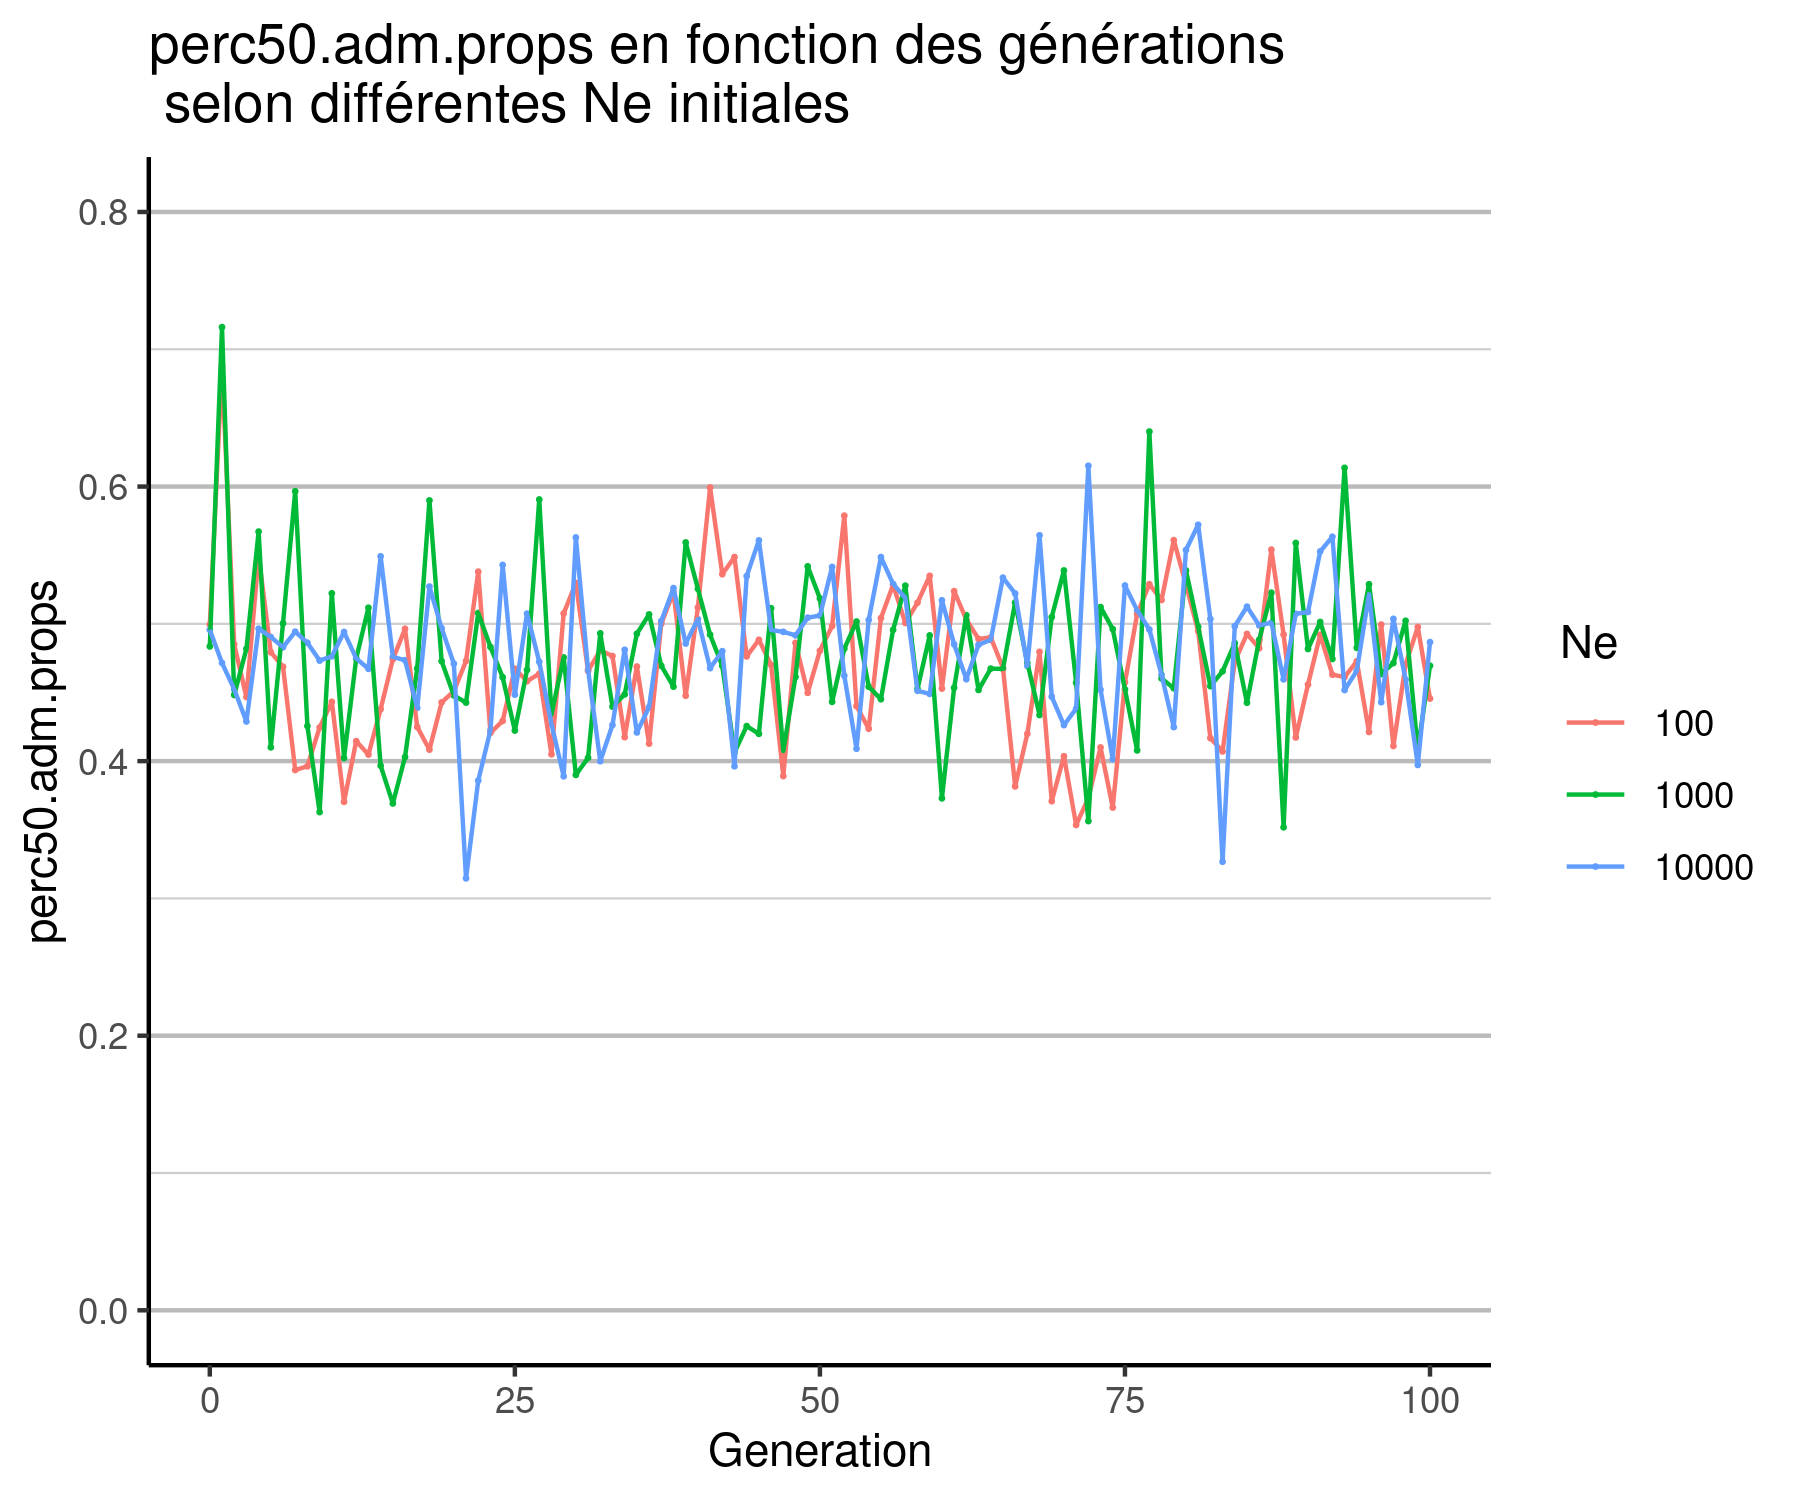 perc50.adm.props en fonction des générations
selon différentes Ne initiales
perc50.adm.props
0.8
0.6
0.4
0.2
0.0
0
25
50
75
100
Generation
Ne
100
1000
10000